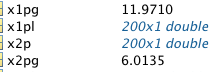 x1pg 11.9710
x1pl 200x1 double
x2p 200x1 double
x2pg 6.0135